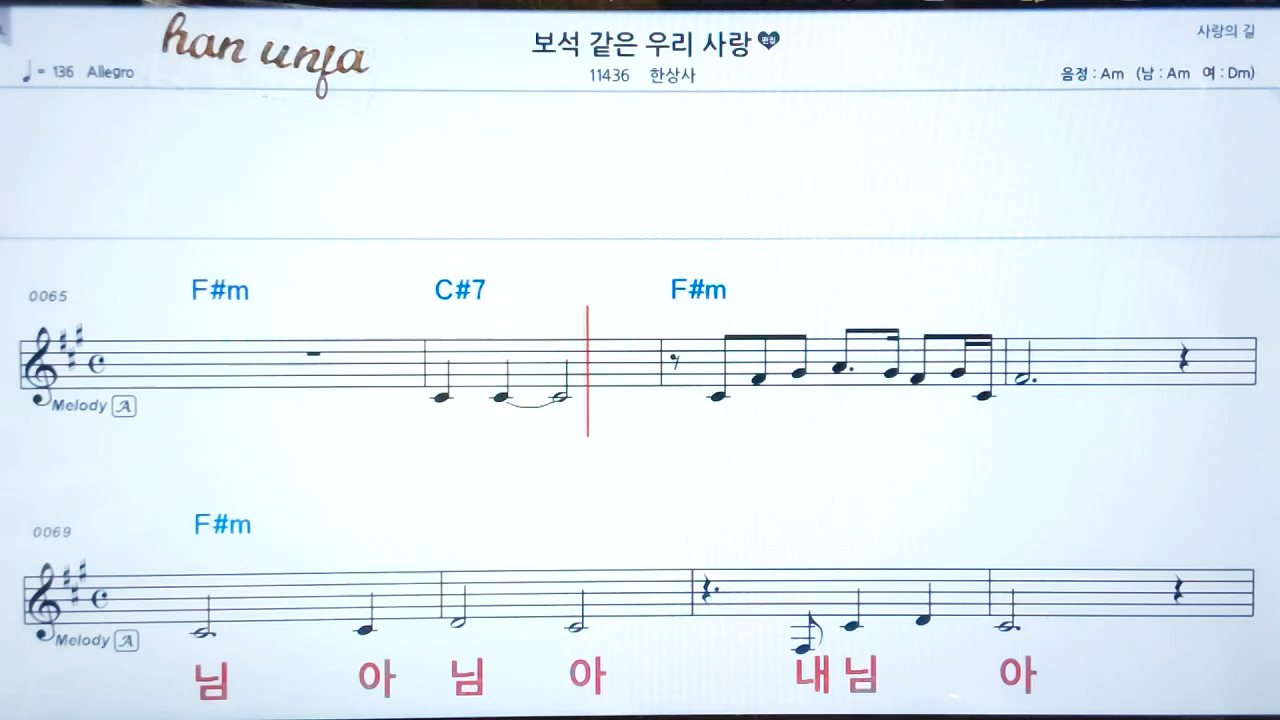 han unja
보석 같은 우리 사랑 편집
사랑의 길
♩= 136 Allegro
11436 한상사
음정 : Am (남 : Am 여 : Dm)
0065 F#m C#7 F#m
Melody A
0069 F#m
Melody A
님 아 님 아 내 님 아